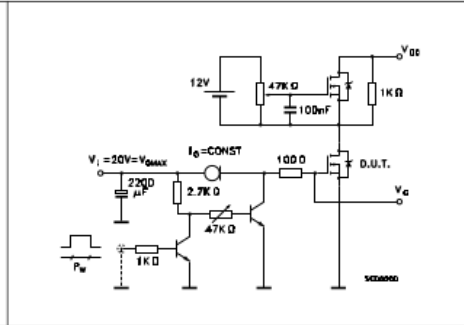 V_DD
12V
47KΩ
1KΩ
100nF
I_G=CONST
V_i=20V=V_GMAX
100Ω
D.U.T.
2200
μF
2.7KΩ
V_G
47KΩ
1KΩ
P_W